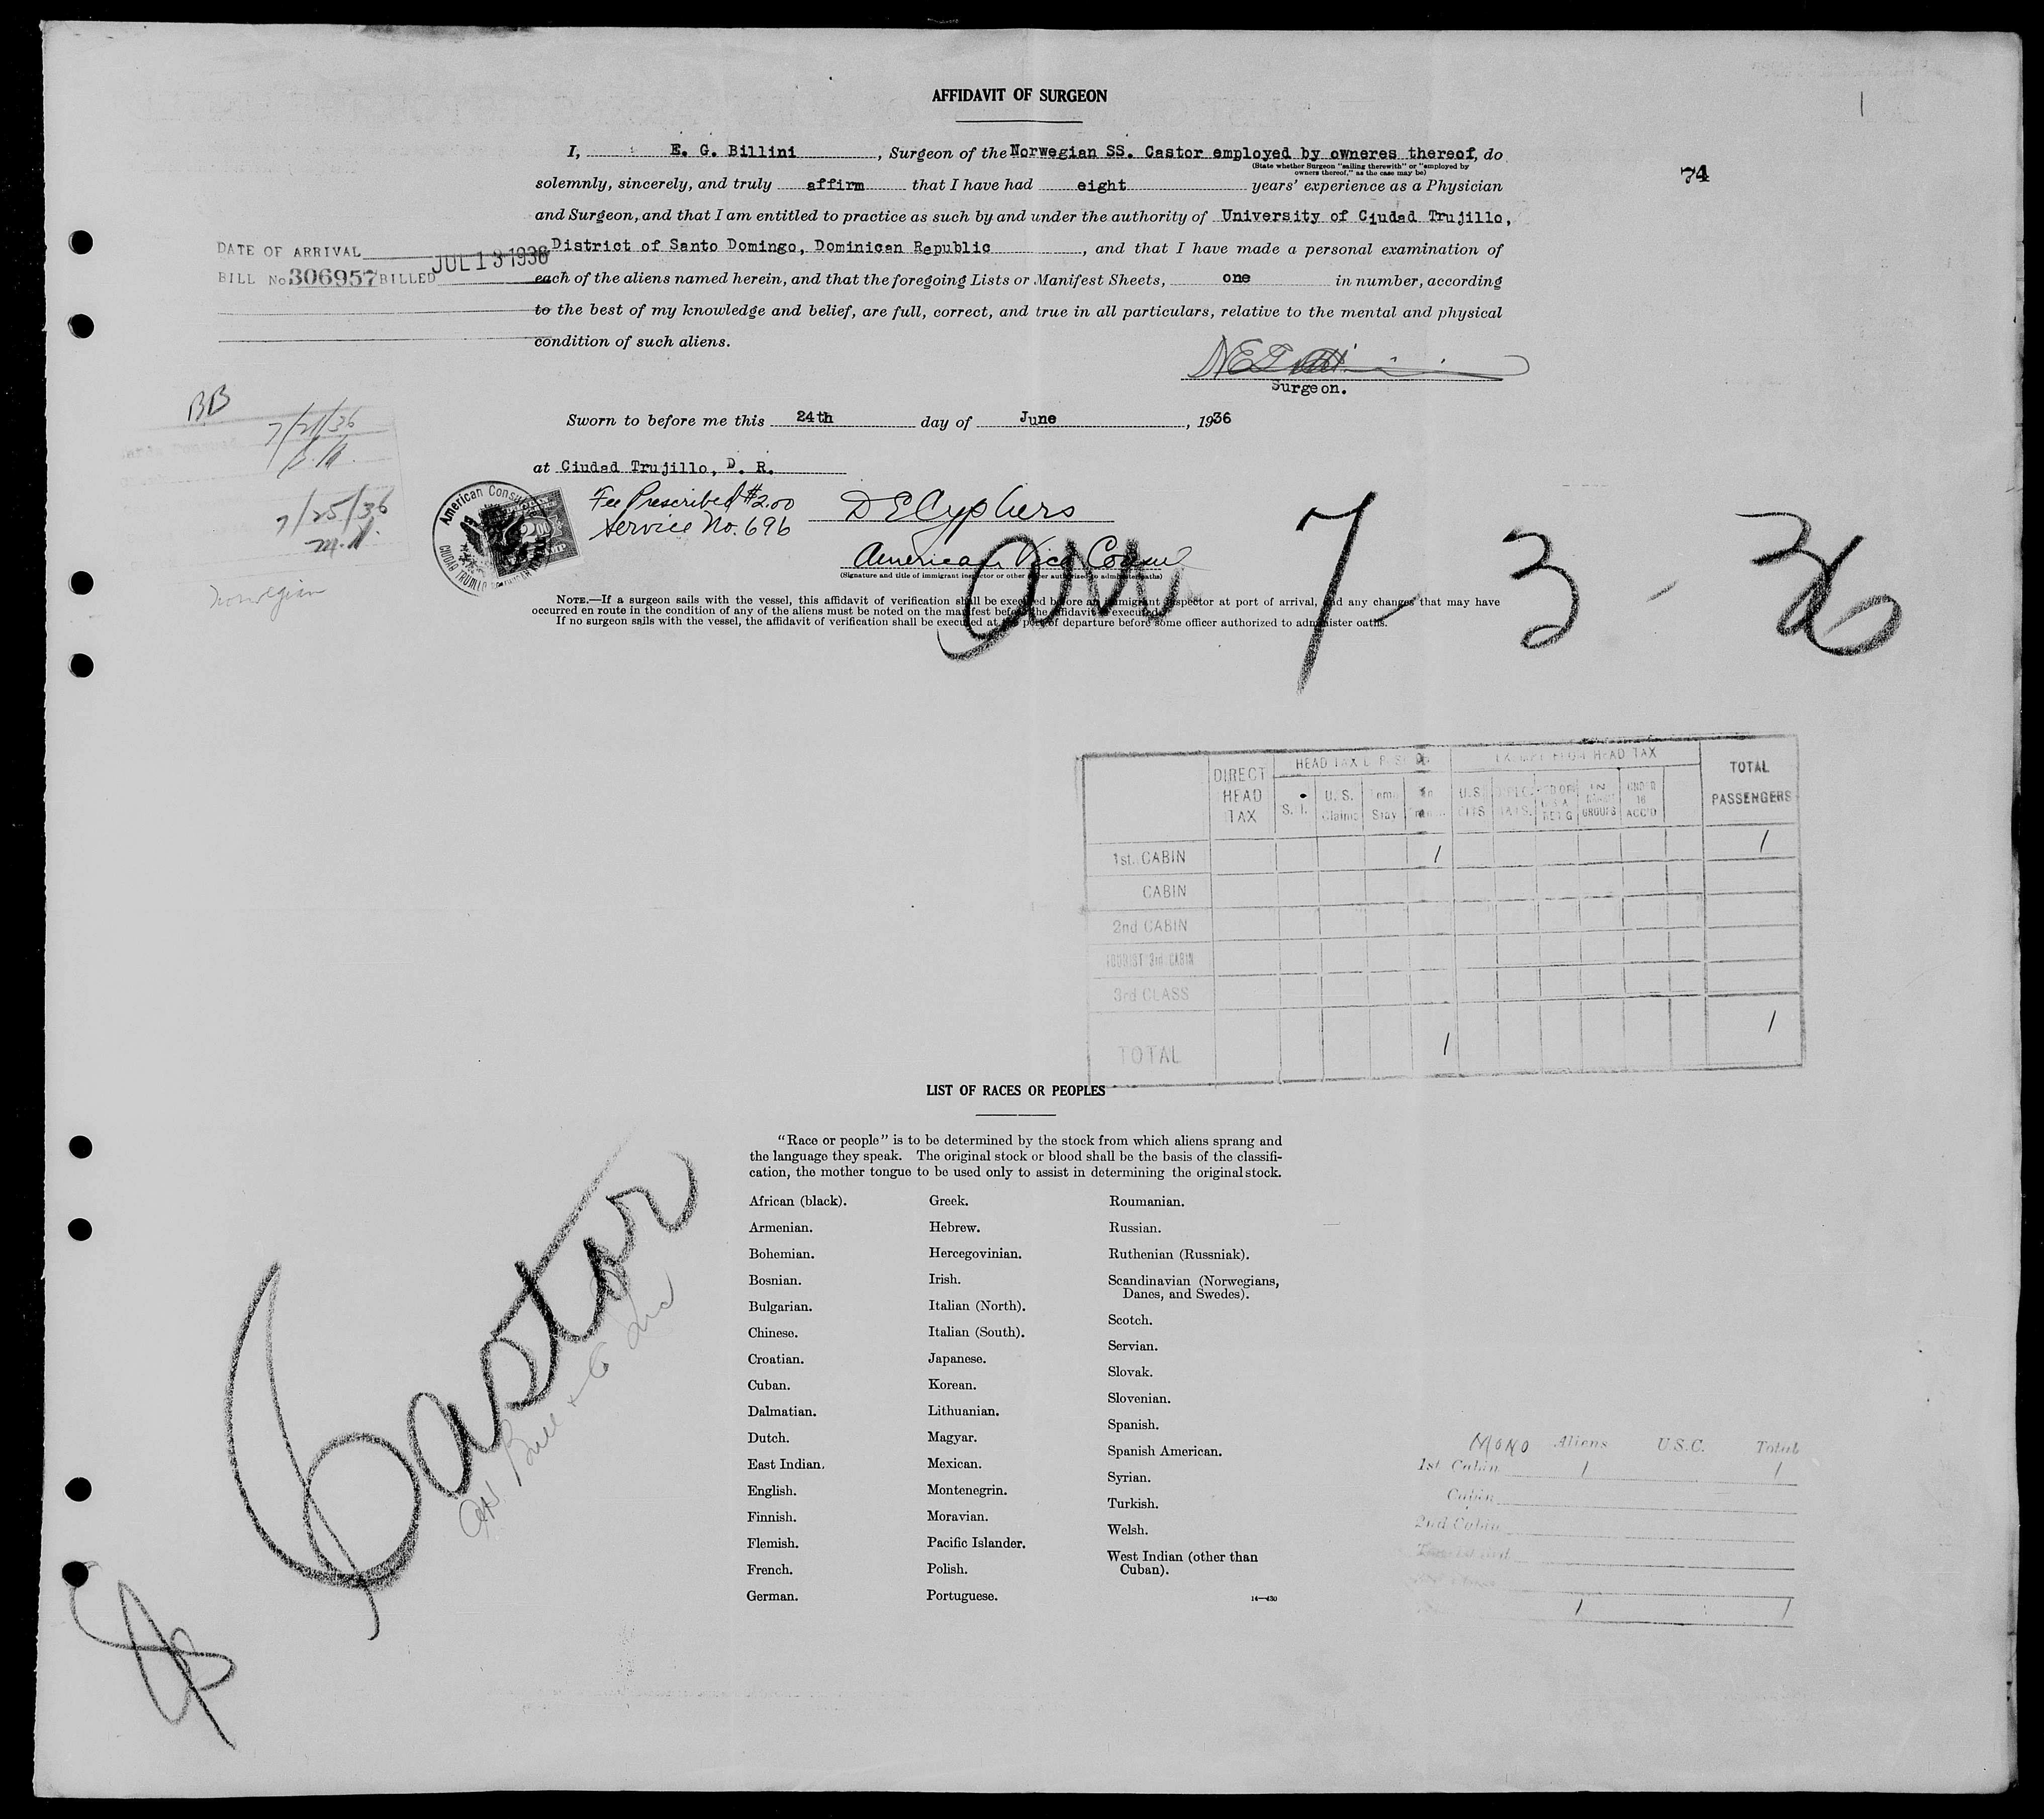 AFFIDAVIT OF SURGEON
I, E. G. Billini, Surgeon of the Norwegian SS. Castor employed by owneres thereof, do
(State whether Surgeon "sailing therewith" or "employed by
owners thereof," as the case may be)
74
solemnly, sincerely, and truly affirm that I have had eight years' experience as a Physician
and Surgeon, and that I am entitled to practice as such by and under the authority of University of Ciudad Trujillo,
District of Santo Domingo, Dominican Republic, and that I have made a personal examination of
each of the aliens named herein, and that the foregoing Lists or Manifest Sheets, one in number, according
to the best of my knowledge and belief, are full, correct, and true in all particulars, relative to the mental and physical
condition of such aliens.
DATE OF ARRIVAL
JUL 13 1936
BILL No 306957 BILLED
Surgeon.
BB
7/21/36
7/25/36
Norwegian
Sworn to before me this 24th day of June, 1936
at Ciudad Trujillo, D. R.
American Consu
CIUDAD TRUJILLO
Fee Prescribed $2.00
Service No. 696
D E Cyphers
American Vice Consul
(Signature and title of immigrant inspector or other officer authorized to administer oaths)
Arr 7 - 3 - 36
NOTE.—If a surgeon sails with the vessel, this affidavit of verification shall be executed before an immigrant inspector at port of arrival, and any changes that may have
occurred en route in the condition of any of the aliens must be noted on the manifest before the affidavit is executed.
If no surgeon sails with the vessel, the affidavit of verification shall be executed at the port of departure before some officer authorized to administer oaths.
DIRECT HEAD TAX
HEAD TAX
S. I.
U. S. Claims
Temp Stay
FROM HEAD TAX
U.S. CITS
GROUPS
UNDER 16 ACC'D
TOTAL PASSENGERS
1st. CABIN 1 1
CABIN
2nd CABIN
TOURIST 3rd CABIN
3rd CLASS
TOTAL 1 1
LIST OF RACES OR PEOPLES
"Race or people" is to be determined by the stock from which aliens sprang and
the language they speak. The original stock or blood shall be the basis of the classifi-
cation, the mother tongue to be used only to assist in determining the original stock.
African (black).
Armenian.
Bohemian.
Bosnian.
Bulgarian.
Chinese.
Croatian.
Cuban.
Dalmatian.
Dutch.
East Indian.
English.
Finnish.
Flemish.
French.
German.
Greek.
Hebrew.
Hercegovinian.
Irish.
Italian (North).
Italian (South).
Japanese.
Korean.
Lithuanian.
Magyar.
Mexican.
Montenegrin.
Moravian.
Pacific Islander.
Polish.
Portuguese.
Roumanian.
Russian.
Ruthenian (Russniak).
Scandinavian (Norwegians,
Danes, and Swedes).
Scotch.
Servian.
Slovak.
Slovenian.
Spanish.
Spanish American.
Syrian.
Turkish.
Welsh.
West Indian (other than
Cuban).
14—430
Castor
Aliens U.S.C. Total
1st Cabin 1 1
Cabin
2nd Cabin
1 1